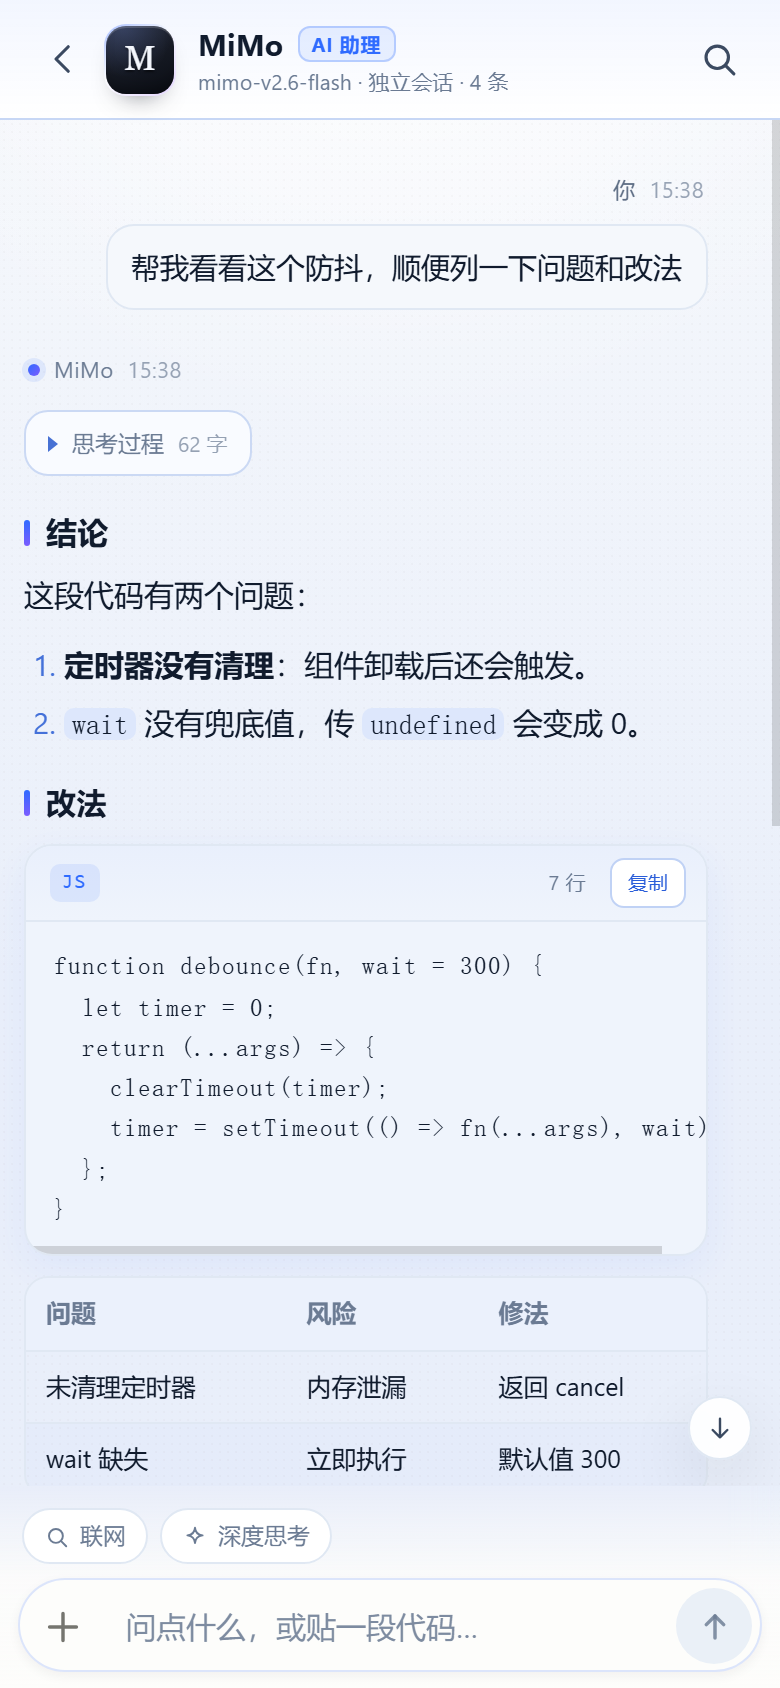 M
MiMo AI 助理
mimo-v2.6-flash · 独立会话 · 4 条
你 15:38
帮我看看这个防抖，顺便列一下问题和改法
MiMo 15:38
思考过程 62 字
结论
这段代码有两个问题：
1. 定时器没有清理：组件卸载后还会触发。
2. wait 没有兜底值，传 undefined 会变成 0。
改法
JS 7 行 复制
function debounce(fn, wait = 300) {
  let timer = 0;
  return (...args) => {
    clearTimeout(timer);
    timer = setTimeout(() => fn(...args), wait)
  };
}
问题 风险 修法
未清理定时器 内存泄漏 返回 cancel
wait 缺失 立即执行 默认值 300
联网 深度思考
问点什么，或贴一段代码...